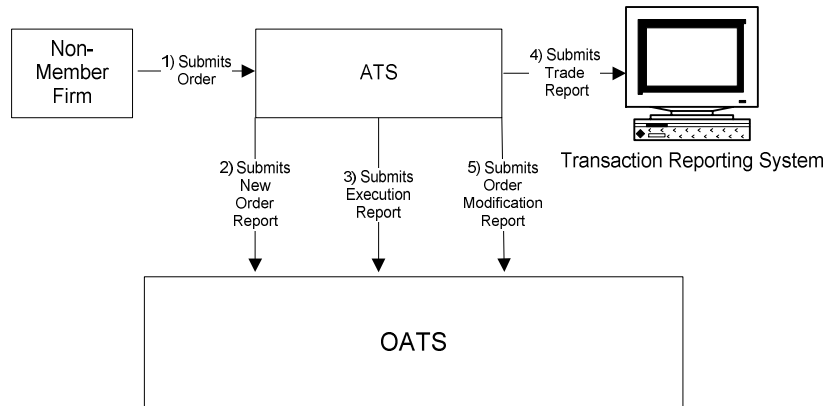 Non-
Member
Firm
1) Submits
Order
ATS
4) Submits
Trade
Report
Transaction Reporting System
2) Submits
New
Order
Report
3) Submits
Execution
Report
5) Submits
Order
Modification
Report
OATS